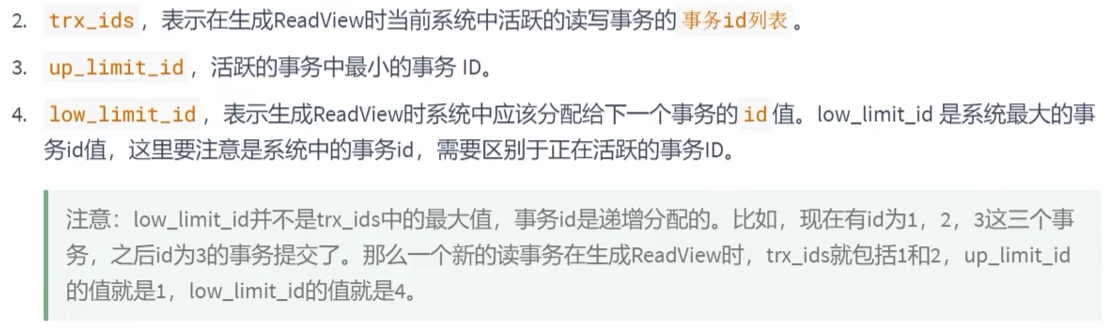 2. trx_ids，表示在生成ReadView时当前系统中活跃的读写事务的事务id列表。
3. up_limit_id，活跃的事务中最小的事务 ID。
4. low_limit_id，表示生成ReadView时系统中应该分配给下一个事务的id值。low_limit_id 是系统最大的事
务id值，这里要注意是系统中的事务id，需要区别于正在活跃的事务ID。
注意：low_limit_id并不是trx_ids中的最大值，事务id是递增分配的。比如，现在有id为1，2，3这三个事
务，之后id为3的事务提交了。那么一个新的读事务在生成ReadView时，trx_ids就包括1和2，up_limit_id
的值就是1，low_limit_id的值就是4。